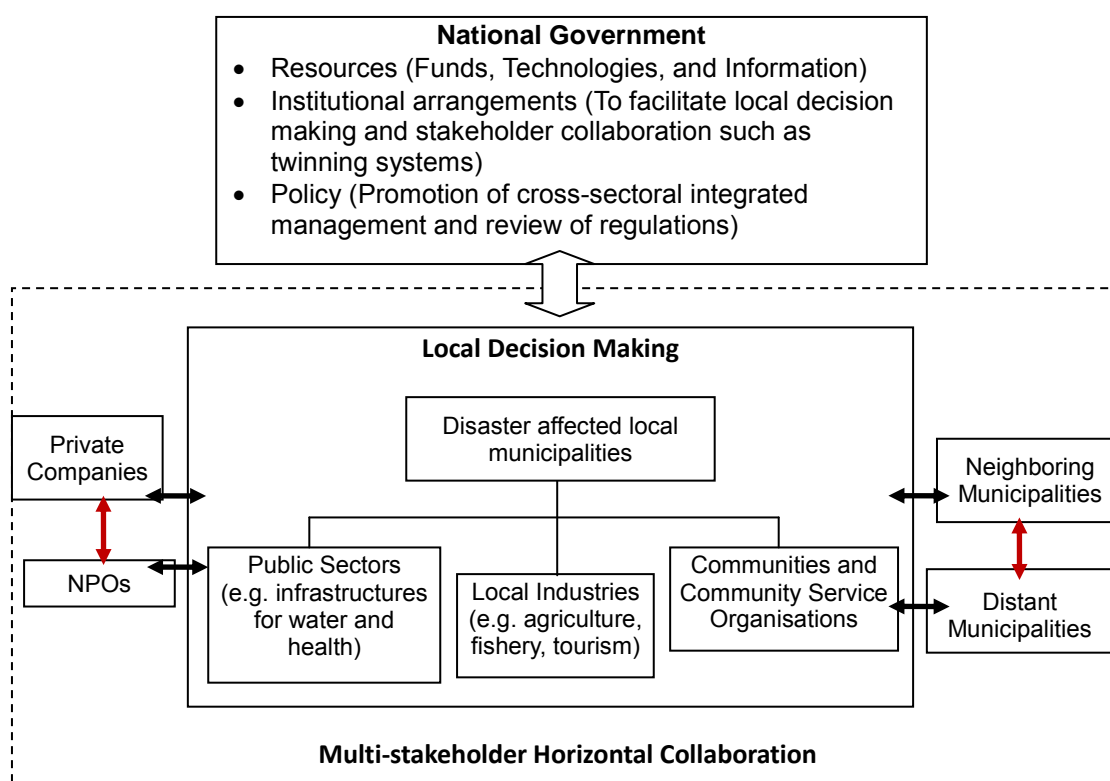 National Government
• Resources (Funds, Technologies, and Information)
• Institutional arrangements (To facilitate local decision
making and stakeholder collaboration such as
twinning systems)
• Policy (Promotion of cross-sectoral integrated
management and review of regulations)
Local Decision Making
Disaster affected local
municipalities
Private
Companies
NPOs
Public Sectors
(e.g. infrastructures
for water and
health)
Local Industries
(e.g. agriculture,
fishery, tourism)
Communities and
Community Service
Organisations
Neighboring
Municipalities
Distant
Municipalities
Multi-stakeholder Horizontal Collaboration